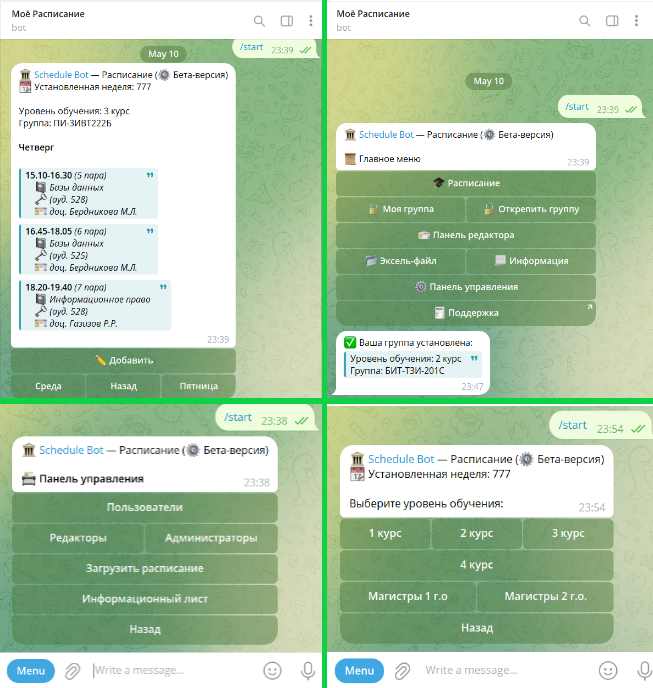 Моё Расписание
bot
/start 23:39
May 10
Schedule Bot — Расписание (⚙ Бета-версия)
Установленная неделя: 777
Уровень обучения: 3 курс
Группа: ПИ-ЗИВТ222Б
Четверг
15.10-16.30 (5 пара)
Базы данных
(ауд. 528)
доц. Бердникова М.Л.
16.45-18.05 (6 пара)
Базы данных
(ауд. 525)
доц. Бердникова М.Л.
18.20-19.40 (7 пара)
Информационное право
(ауд. 528)
доц. Газизов Р.Р.
23:39
Добавить
Среда Назад Пятница
Моё Расписание
bot
May 10
/start 23:39
Schedule Bot — Расписание (⚙ Бета-версия)
Главное меню
23:39
Расписание
Моя группа Открепить группу
Панель редактора
Эксель-файл Информация
Панель управления
Поддержка
Ваша группа установлена:
Уровень обучения: 2 курс
Группа: БИТ-ТЗИ-201С
23:47
/start 23:38
Schedule Bot — Расписание (⚙ Бета-версия)
Панель управления
23:38
Пользователи
Редакторы Администраторы
Загрузить расписание
Информационный лист
Назад
Menu Write a message...
/start 23:54
Schedule Bot — Расписание (⚙ Бета-версия)
Установленная неделя: 777
Выберите уровень обучения:
23:54
1 курс 2 курс 3 курс
4 курс
Магистры 1 г.о Магистры 2 г.о.
Назад
Menu Write a message...